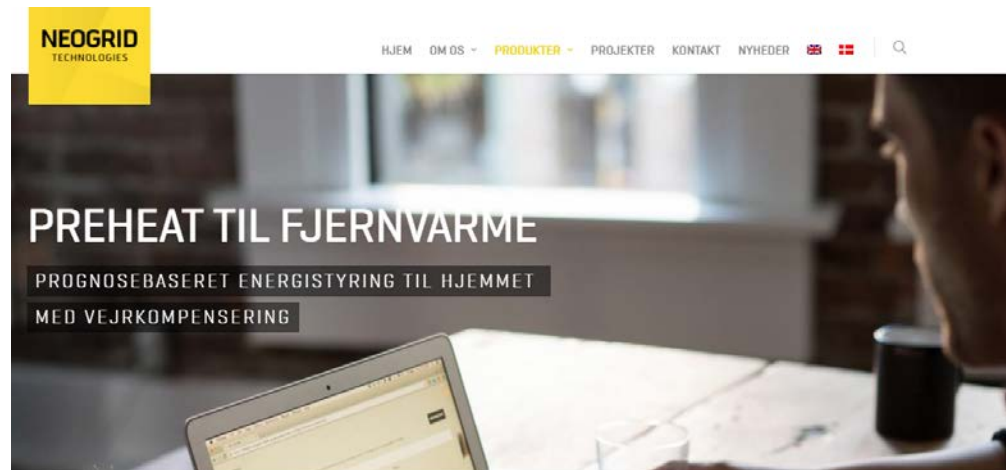 NEOGRID
TECHNOLOGIES
HJEM OM OS PRODUKTER PROJEKTER KONTAKT NYHEDER
PREHEAT TIL FJERNVARME
PROGNOSEBASERET ENERGISTYRING TIL HJEMMET
MED VEJRKOMPENSERING